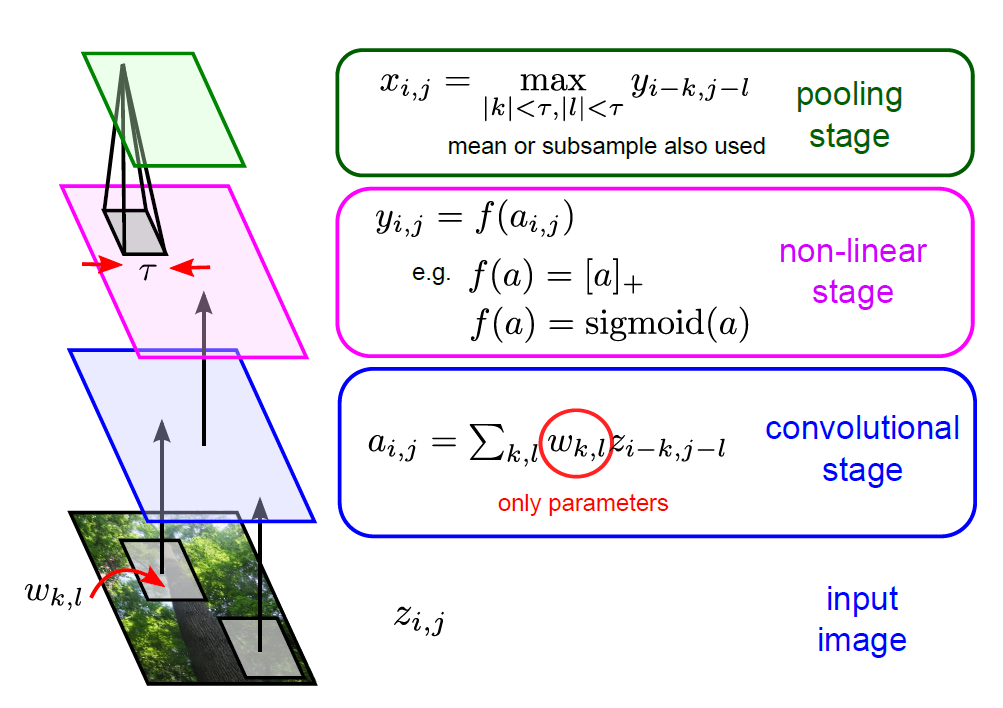 x_{i,j} = max_{|k|<τ,|l|<τ} y_{i−k,j−l}
mean or subsample also used
pooling
stage
τ
y_{i,j} = f(a_{i,j})
e.g. f(a) = [a]_+
f(a) = sigmoid(a)
non-linear
stage
a_{i,j} = ∑_{k,l} w_{k,l} z_{i−k,j−l}
only parameters
convolutional
stage
w_{k,l}
z_{i,j}
input
image